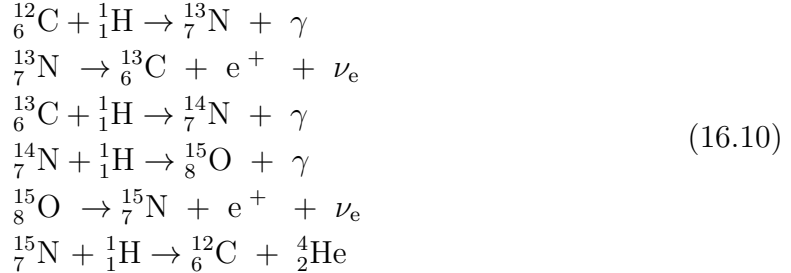 ¹²₆C + ¹₁H → ¹³₇N + γ
¹³₇N → ¹³₆C + e⁺ + νₑ
¹³₆C + ¹₁H → ¹⁴₇N + γ
¹⁴₇N + ¹₁H → ¹⁵₈O + γ
¹⁵₈O → ¹⁵₇N + e⁺ + νₑ
¹⁵₇N + ¹₁H → ¹²₆C + ⁴₂He
(16.10)